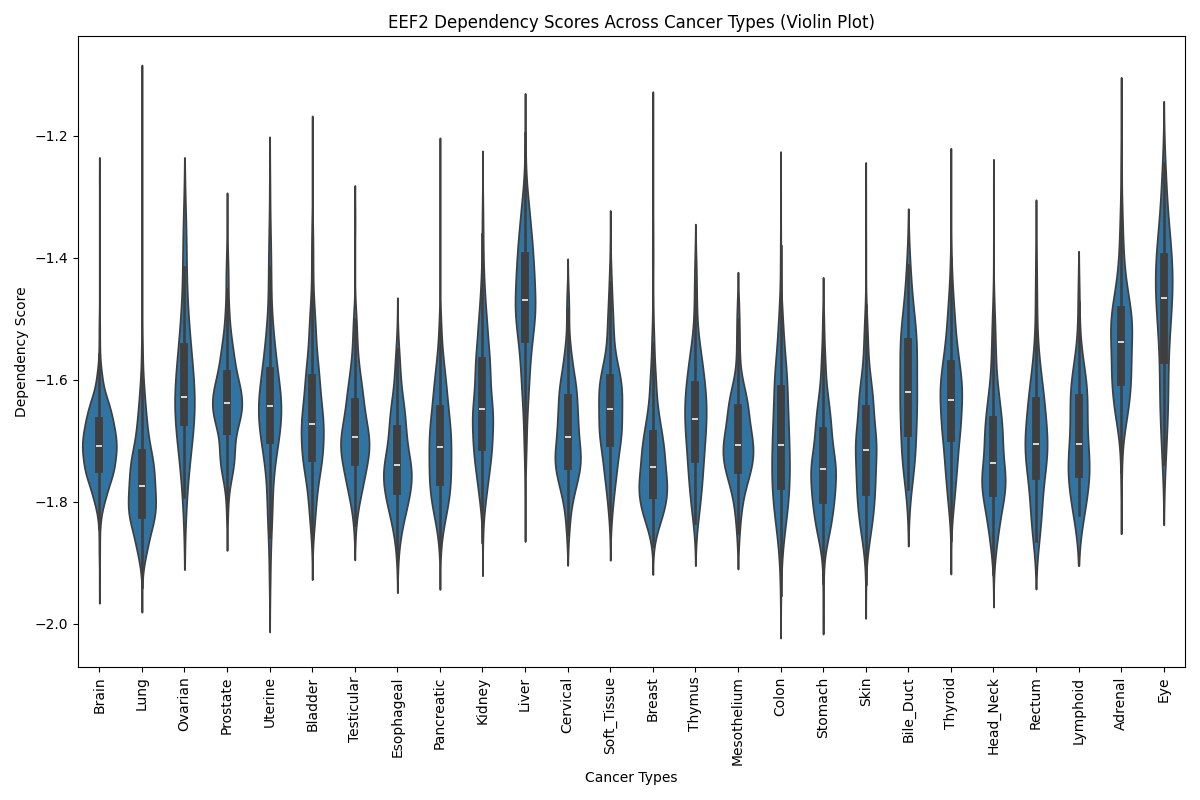 EEF2 Dependency Scores Across Cancer Types (Violin Plot)
Dependency Score
−1.2
−1.4
−1.6
−1.8
−2.0
Brain
Lung
Ovarian
Prostate
Uterine
Bladder
Testicular
Esophageal
Pancreatic
Kidney
Liver
Cervical
Soft_Tissue
Breast
Thymus
Mesothelium
Colon
Stomach
Skin
Bile_Duct
Thyroid
Head_Neck
Rectum
Lymphoid
Adrenal
Eye
Cancer Types